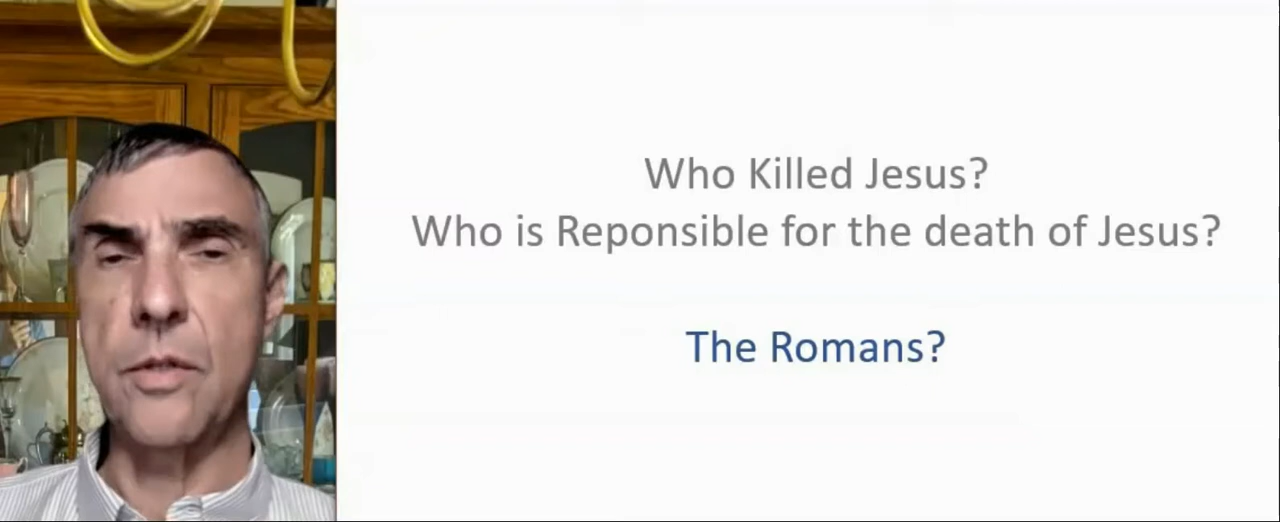 Who Killed Jesus?
Who is Reponsible for the death of Jesus?
The Romans?